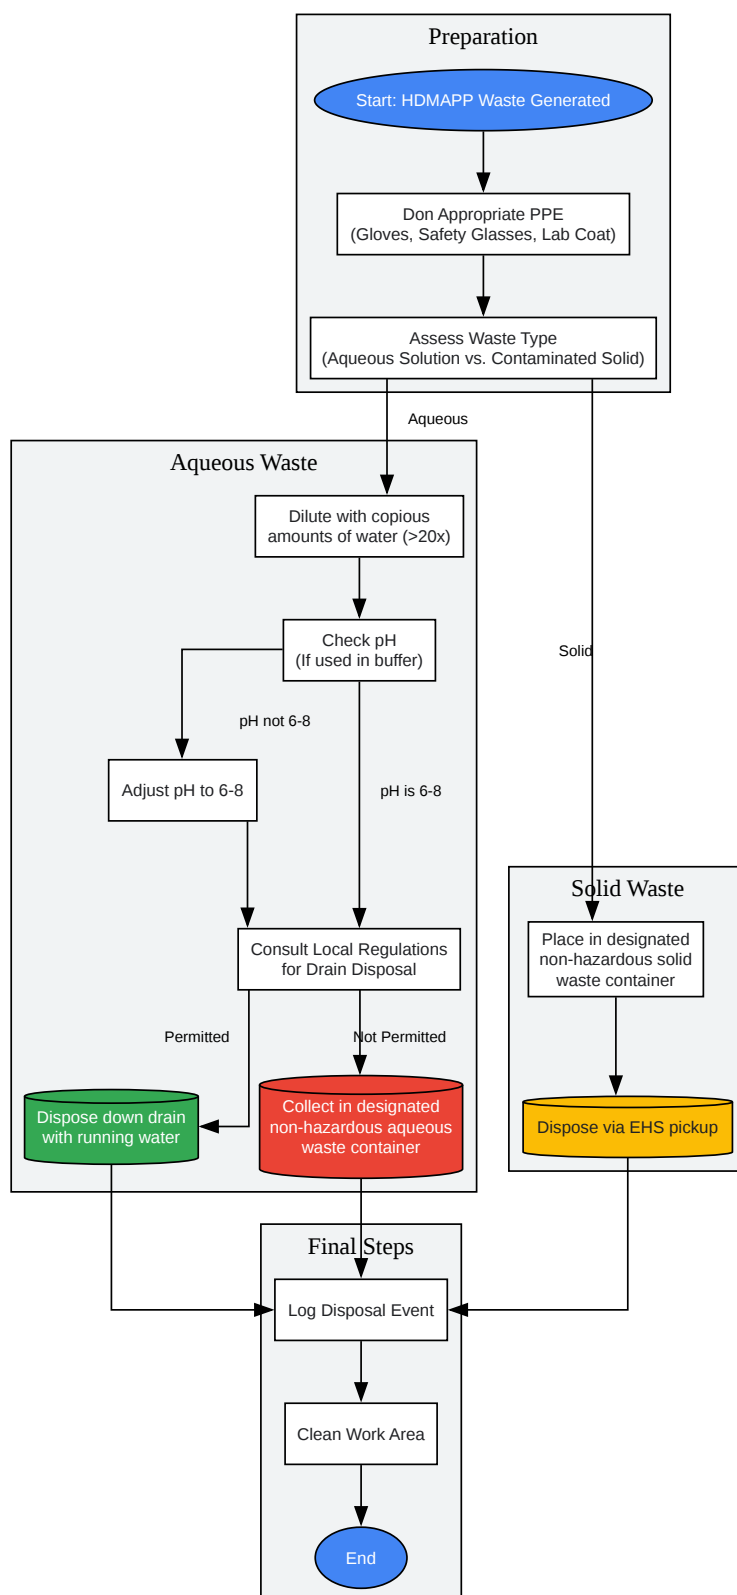 Preparation
Start: HDMAPP Waste Generated
Don Appropriate PPE
(Gloves, Safety Glasses, Lab Coat)
Assess Waste Type
(Aqueous Solution vs. Contaminated Solid)
Aqueous
Aqueous Waste
Dilute with copious
amounts of water (>20x)
Check pH
(If used in buffer)
Solid
pH not 6-8
Adjust pH to 6-8
pH is 6-8
Solid Waste
Consult Local Regulations
for Drain Disposal
Place in designated
non-hazardous solid
waste container
Permitted
Not Permitted
Dispose down drain
with running water
Collect in designated
non-hazardous aqueous
waste container
Dispose via EHS pickup
Final Steps
Log Disposal Event
Clean Work Area
End